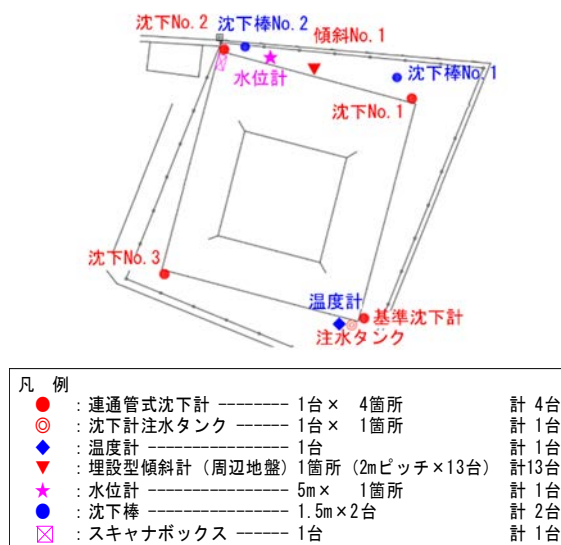 沈下No.2
沈下棒No.2
傾斜No.1
水位計
沈下棒No.1
沈下No.1
沈下No.3
温度計
基準沈下計
注水タンク
凡 例
：連通管式沈下計 -------- 1台× 4箇所 計 4台
：沈下計注水タンク ------ 1台× 1箇所 計 1台
：温度計 ---------------- 1台 計 1台
：埋設型傾斜計（周辺地盤）1箇所（2mピッチ×13台） 計13台
：水位計 ---------------- 5m× 1箇所 計 1台
：沈下棒 ---------------- 1.5m×2台 計 2台
：スキャナボックス ------ 1台 計 1台